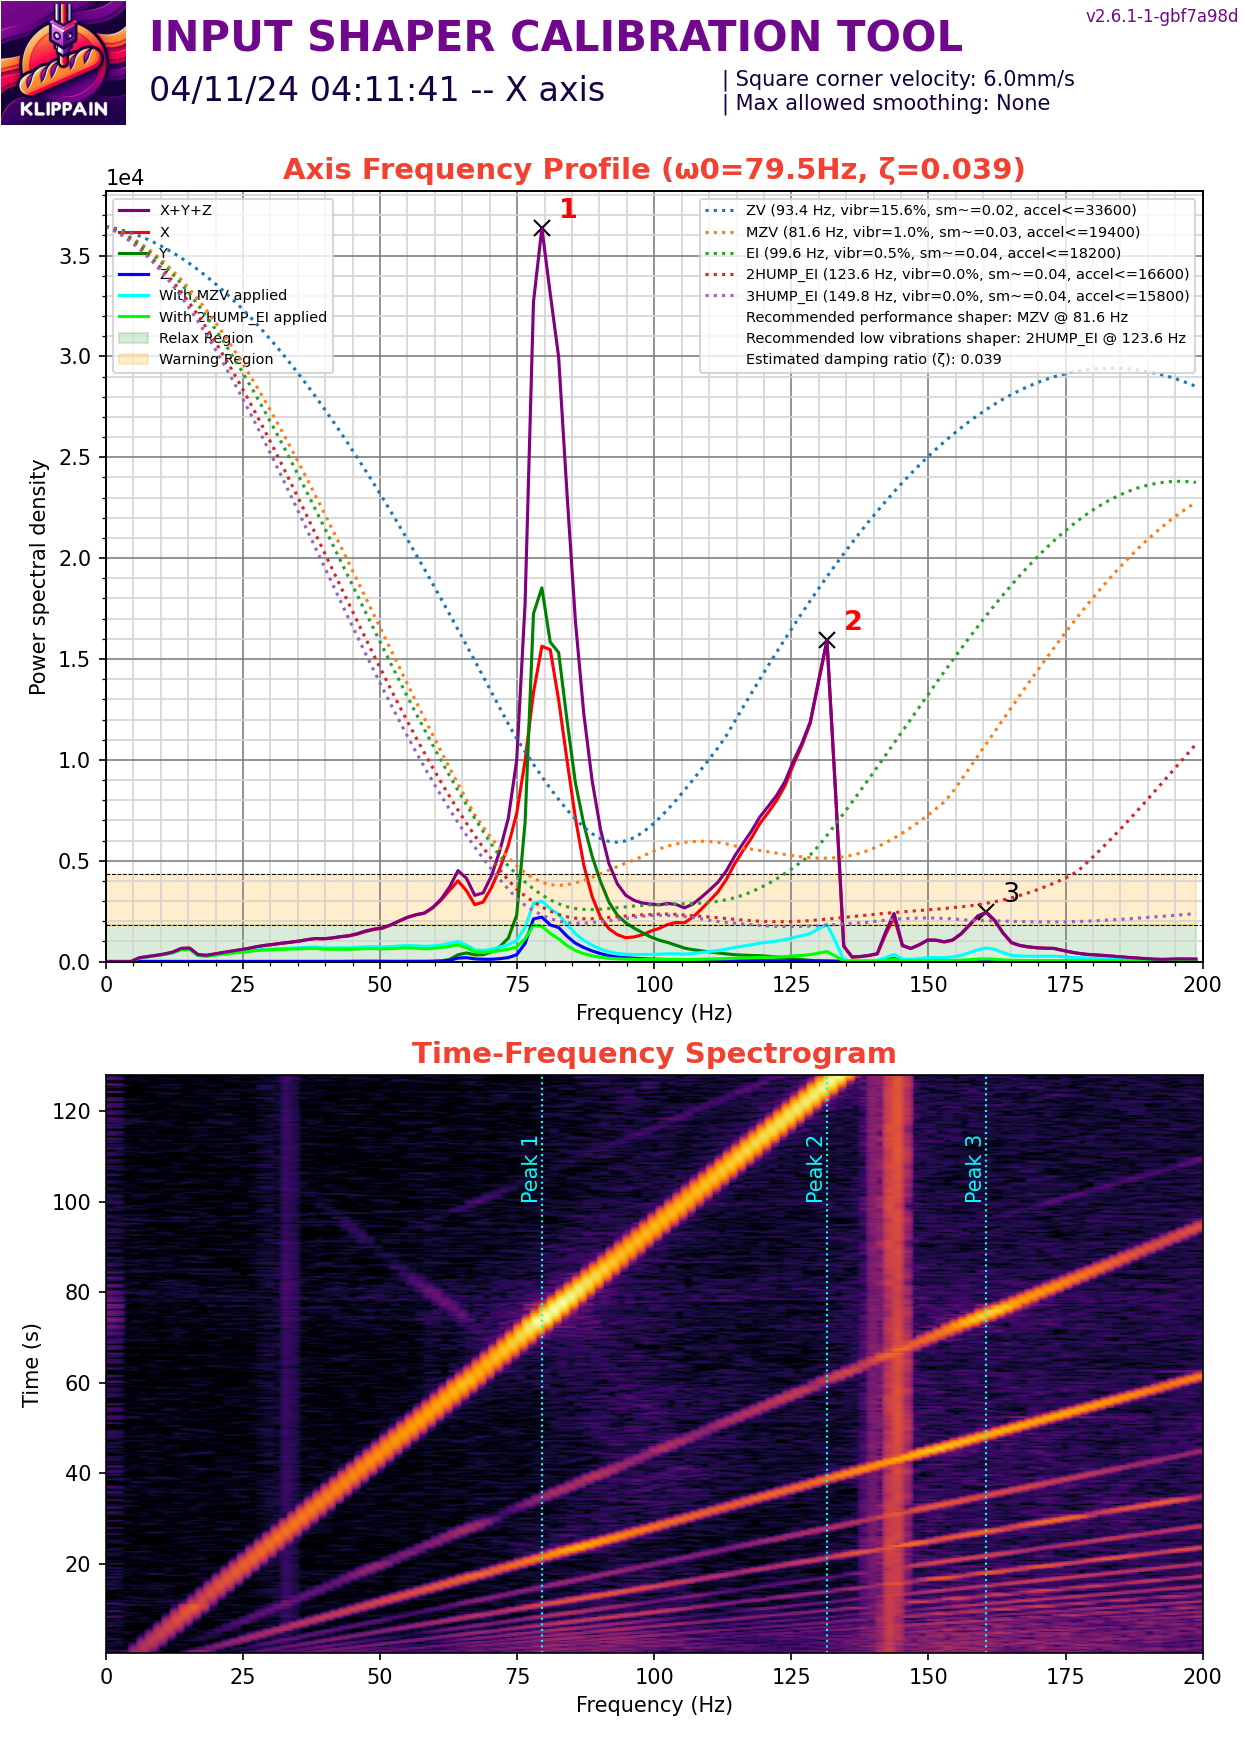 v2.6.1-1-gbf7a98d
INPUT SHAPER CALIBRATION TOOL
04/11/24 04:11:41 -- X axis
| Square corner velocity: 6.0mm/s
| Max allowed smoothing: None
KLIPPAIN
Axis Frequency Profile (ω0=79.5Hz, ζ=0.039)
1e4
X+Y+Z
X
Y
Z
With MZV applied
With 2HUMP_EI applied
Relax Region
Warning Region
ZV (93.4 Hz, vibr=15.6%, sm~=0.02, accel<=33600)
MZV (81.6 Hz, vibr=1.0%, sm~=0.03, accel<=19400)
EI (99.6 Hz, vibr=0.5%, sm~=0.04, accel<=18200)
2HUMP_EI (123.6 Hz, vibr=0.0%, sm~=0.04, accel<=16600)
3HUMP_EI (149.8 Hz, vibr=0.0%, sm~=0.04, accel<=15800)
Recommended performance shaper: MZV @ 81.6 Hz
Recommended low vibrations shaper: 2HUMP_EI @ 123.6 Hz
Estimated damping ratio (ζ): 0.039
1
2
3
3.5
3.0
2.5
2.0
1.5
1.0
0.5
0.0
Power spectral density
0 25 50 75 100 125 150 175 200
Frequency (Hz)
Time-Frequency Spectrogram
Peak 1
Peak 2
Peak 3
120
100
80
60
40
20
Time (s)
0 25 50 75 100 125 150 175 200
Frequency (Hz)